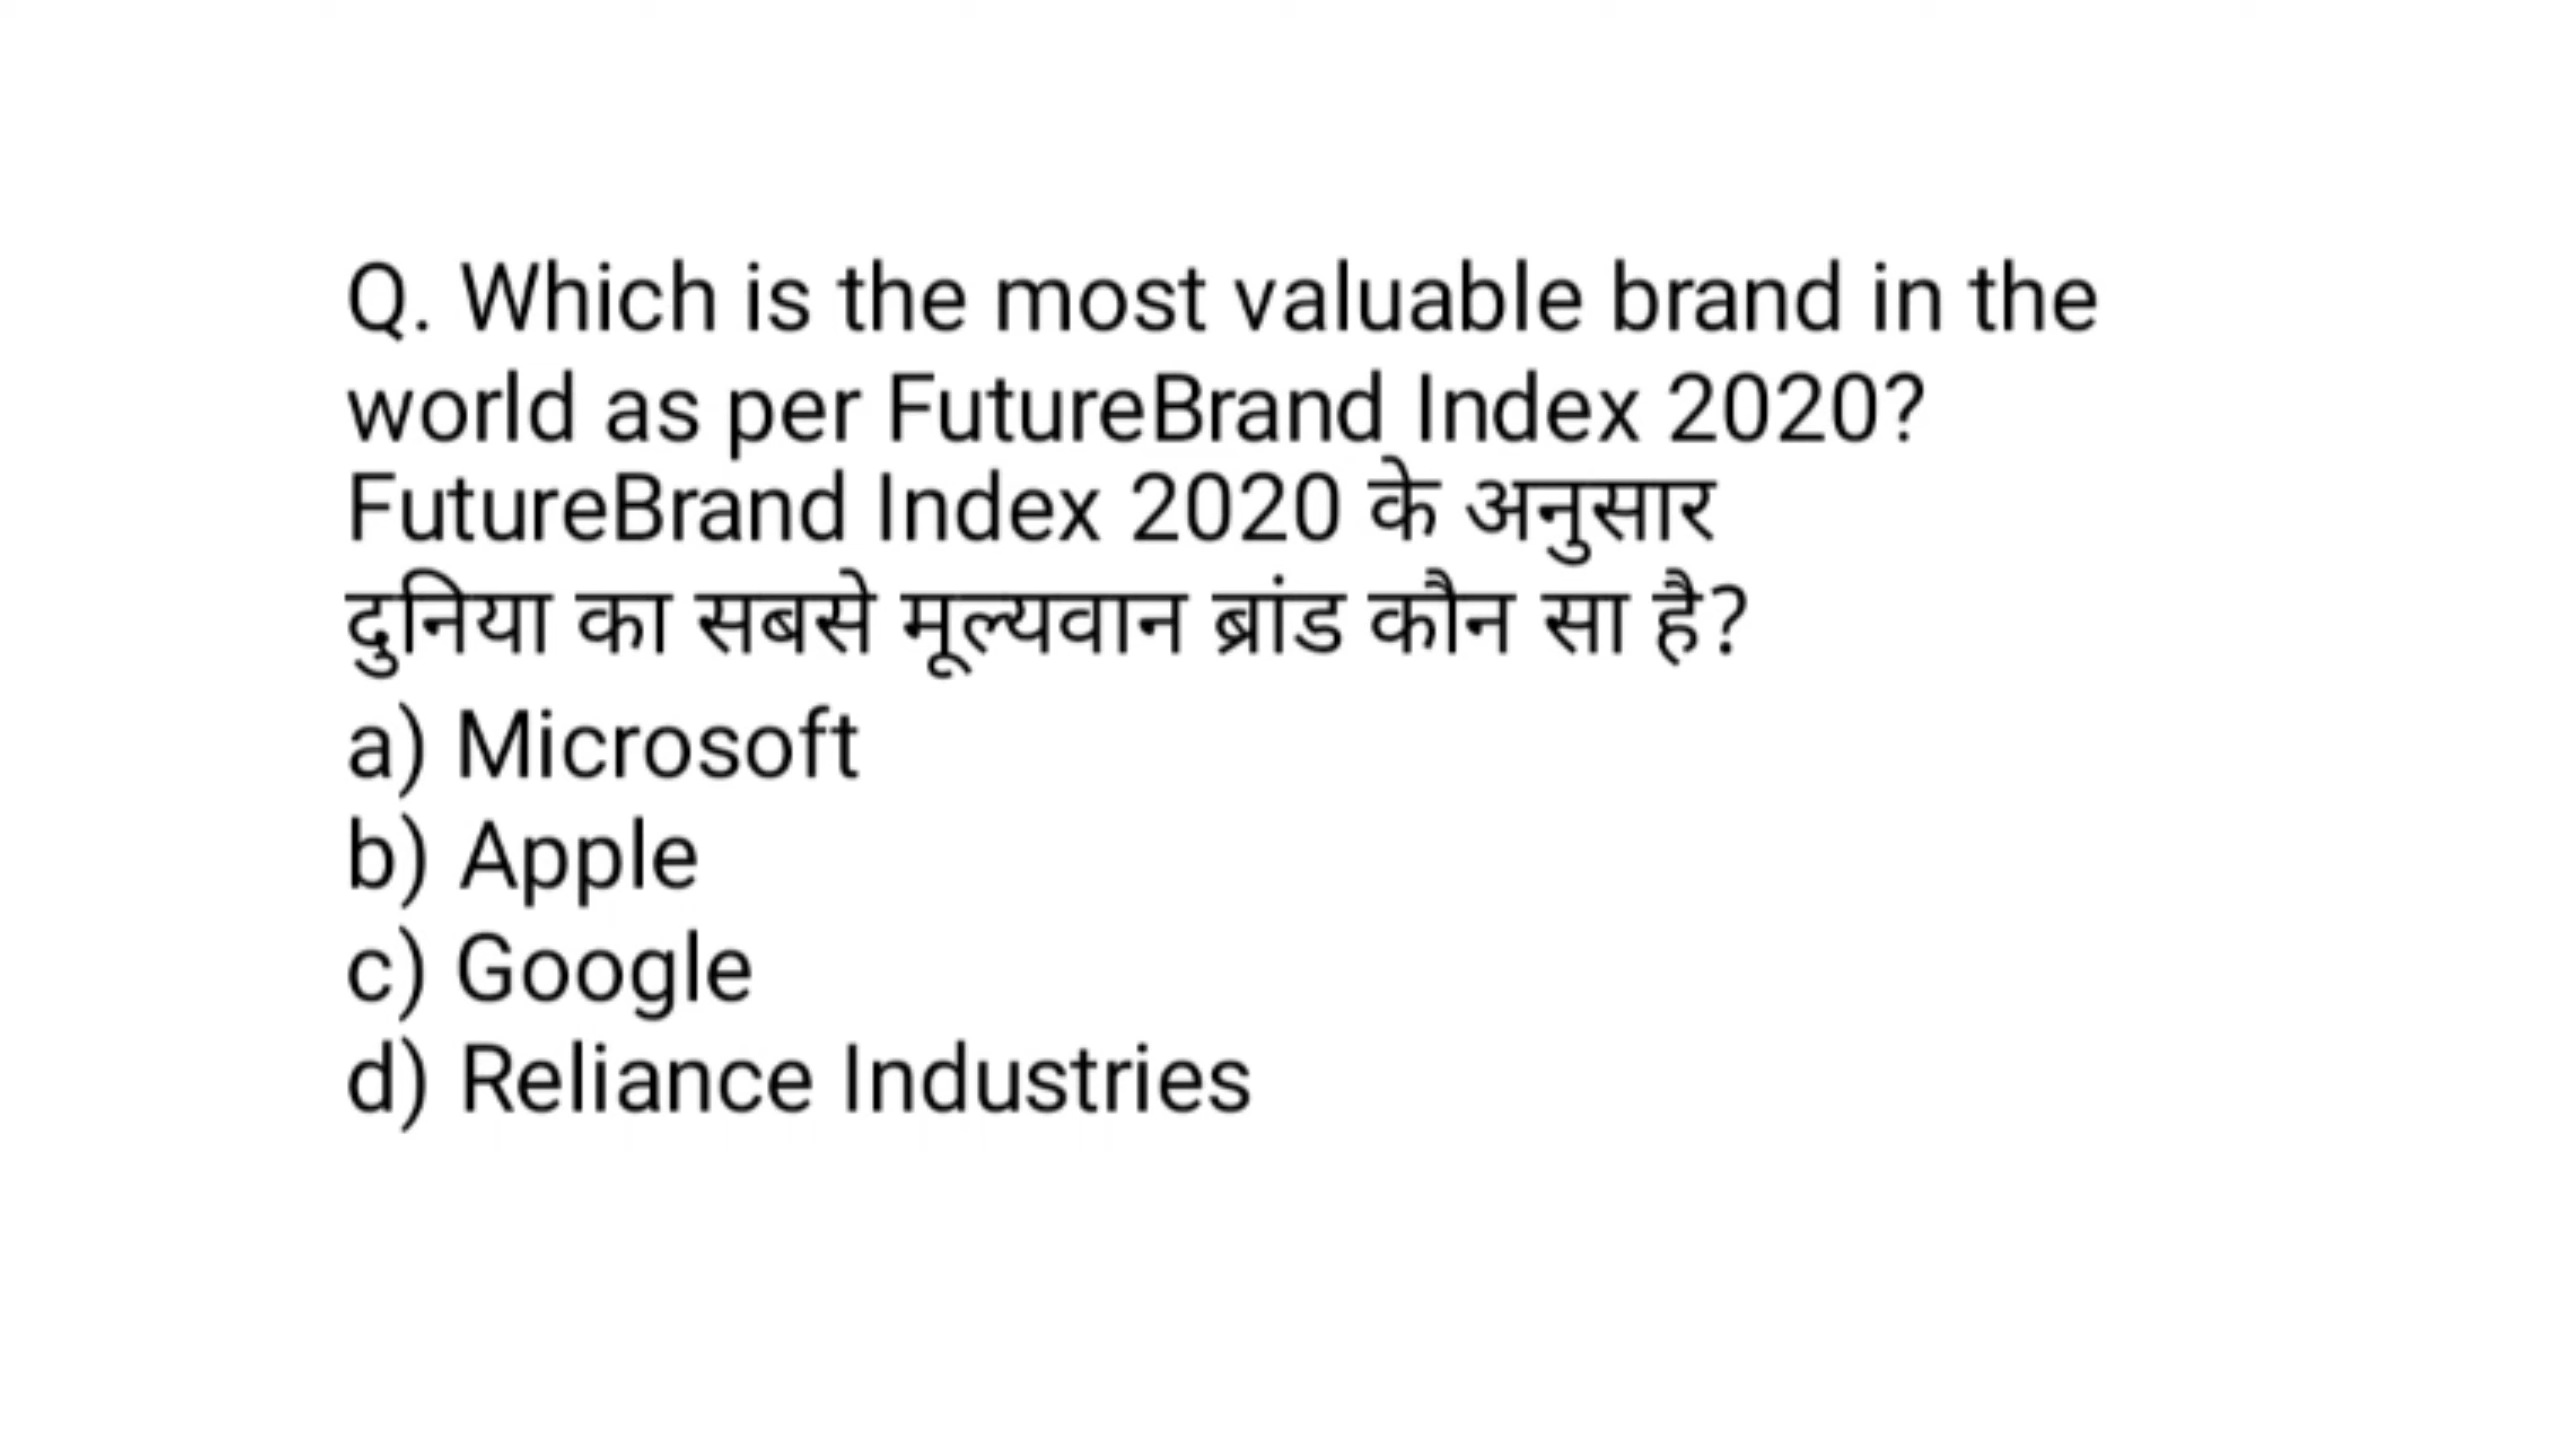 Q. Which is the most valuable brand in the
world as per FutureBrand Index 2020?
FutureBrand Index 2020 के अनुसार
दुनिया का सबसे मूल्यवान ब्रांड कौन सा है?
a) Microsoft
b) Apple
c) Google
d) Reliance Industries